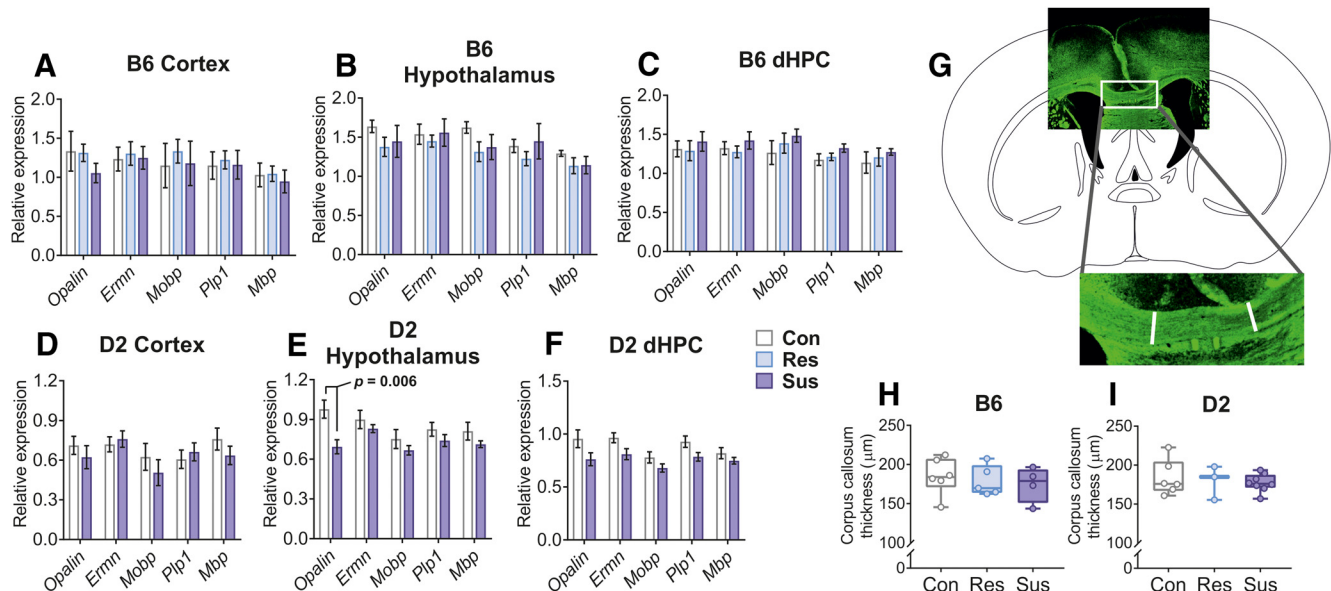 A
B6 Cortex
Relative expression
2.0
1.5
1.0
0.5
0.0
Opalin
Ermn
Mobp
Plp1
Mbp
B
B6
Hypothalamus
Relative expression
2.0
1.5
1.0
0.5
0.0
Opalin
Ermn
Mobp
Plp1
Mbp
C
B6 dHPC
Relative expression
2.0
1.5
1.0
0.5
0.0
Opalin
Ermn
Mobp
Plp1
Mbp
G
D
D2 Cortex
Relative expression
1.2
0.9
0.6
0.3
0.0
Opalin
Ermn
Mobp
Plp1
Mbp
E
D2
Hypothalamus
p = 0.006
Relative expression
1.2
0.9
0.6
0.3
0.0
Opalin
Ermn
Mobp
Plp1
Mbp
F
D2 dHPC
Relative expression
1.5
1.0
0.5
0.0
Opalin
Ermn
Mobp
Plp1
Mbp
Con
Res
Sus
H
B6
Corpus callosum
thickness (μm)
250
200
150
100
0
Con Res Sus
I
D2
Corpus callosum
thickness (μm)
250
200
150
100
0
Con Res Sus